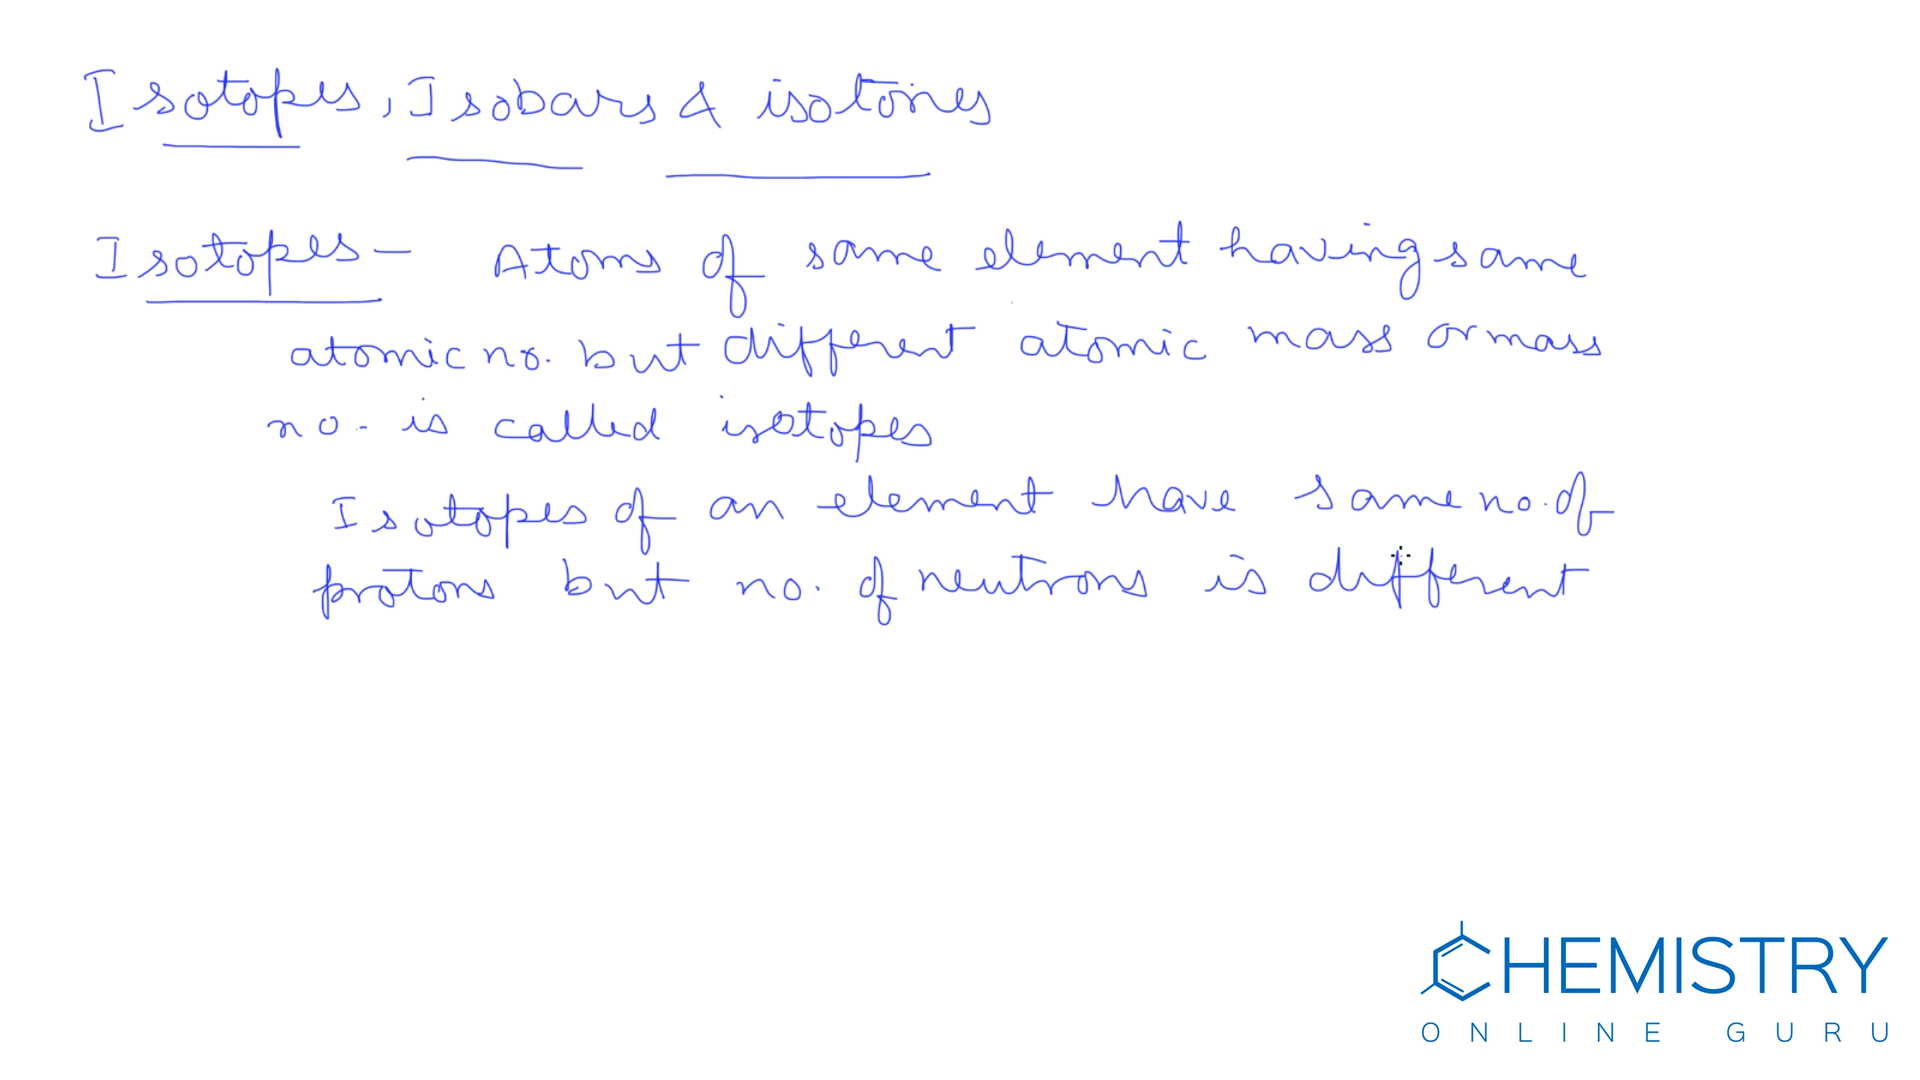 Isotopes, Isobars & isotones
Isotopes - Atoms of same element having same
atomic no. but different atomic mass or mass
no. is called isotopes
Isotopes of an element have same no. of
protons but no. of neutrons is different
CHEMISTRY
ONLINE GURU